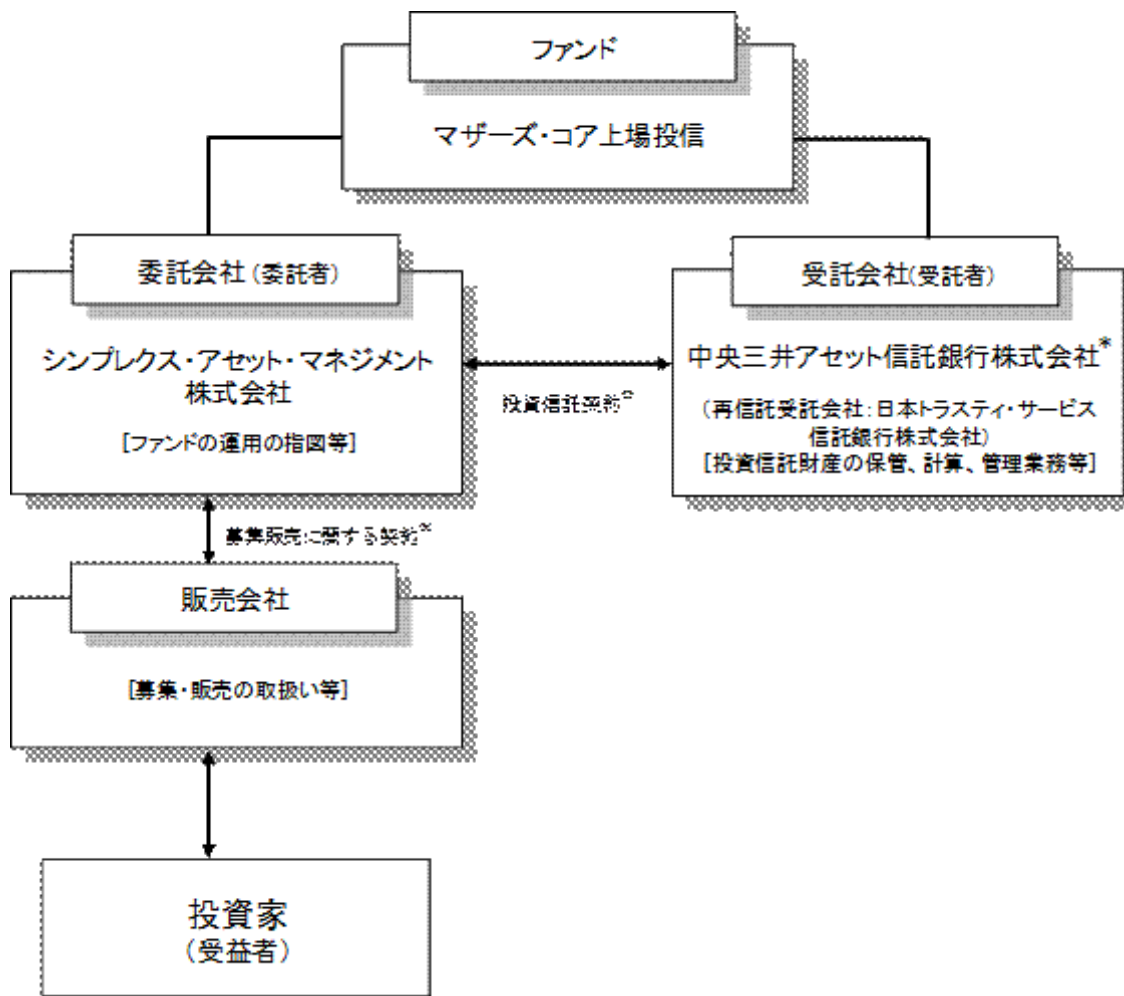 ファンド
マザーズ・コア上場投信
委託会社(委託者)
シンプレクス・アセット・マネジメント
株式会社
[ファンドの運用の指図等]
投資信託契約
受託会社(受託者)
中央三井アセット信託銀行株式会社*
(再信託受託会社:日本トラスティ・サービス
信託銀行株式会社)
[投資信託財産の保管、計算、管理業務等]
募集販売に関する契約
販売会社
[募集・販売の取扱い等]
投資家
(受益者)